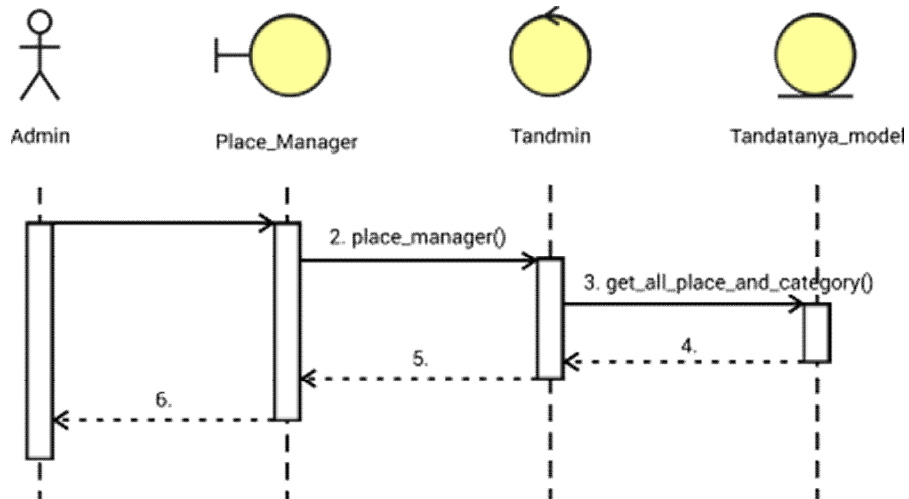 Admin
Place_Manager
Tandmin
Tandatanya_model
2. place_manager()
3. get_all_place_and_category()
4.
5.
6.